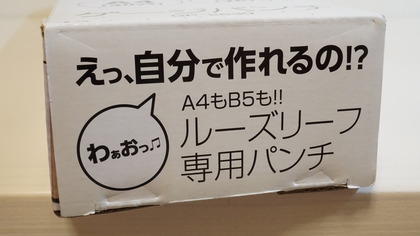 えっ、自分で作れるの!?
A4もB5も!!
ルーズリーフ
専用パンチ
わぁおっ♫